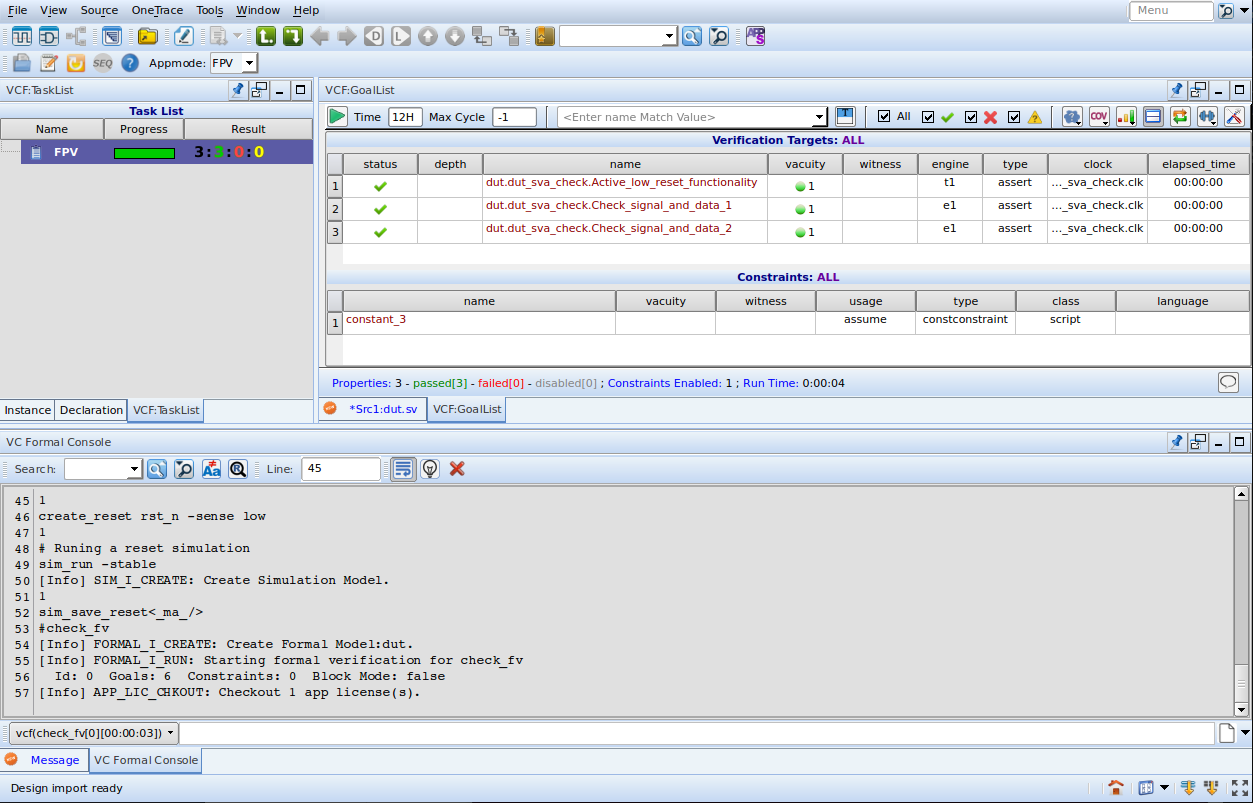 File View Source OneTrace Tools Window Help Menu
SEQ Appmode: FPV
VCF:TaskList
Task List
Name Progress Result
FPV 3:3:0:0
Instance Declaration VCF:TaskList
VCF:GoalList
Time 12H Max Cycle -1 <Enter name Match Value> All COV
Verification Targets: ALL
status depth name vacuity witness engine type clock elapsed_time
1 dut.dut_sva_check.Active_low_reset_functionality 1 t1 assert ..._sva_check.clk 00:00:00
2 dut.dut_sva_check.Check_signal_and_data_1 1 e1 assert ..._sva_check.clk 00:00:00
3 dut.dut_sva_check.Check_signal_and_data_2 1 e1 assert ..._sva_check.clk 00:00:00
Constraints: ALL
name vacuity witness usage type class language
1 constant_3 assume constconstraint script
Properties: 3 - passed[3] - failed[0] - disabled[0] ; Constraints Enabled: 1 ; Run Time: 0:00:04
*Src1:dut.sv VCF:GoalList
VC Formal Console
Search: Line: 45
45 1
46 create_reset rst_n -sense low
47 1
48 # Runing a reset simulation
49 sim_run -stable
50 [Info] SIM_I_CREATE: Create Simulation Model.
51 1
52 sim_save_reset<_ma_/>
53 #check_fv
54 [Info] FORMAL_I_CREATE: Create Formal Model:dut.
55 [Info] FORMAL_I_RUN: Starting formal verification for check_fv
56 Id: 0 Goals: 6 Constraints: 0 Block Mode: false
57 [Info] APP_LIC_CHKOUT: Checkout 1 app license(s).
vcf(check_fv[0][00:00:03])
Message VC Formal Console
Design import ready